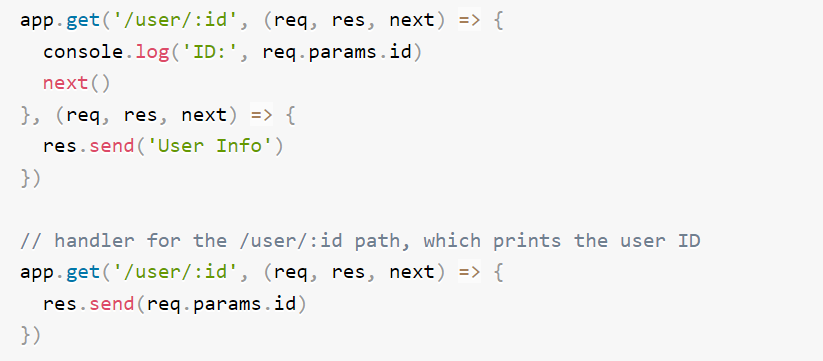 app.get('/user/:id', (req, res, next) => {
  console.log('ID:', req.params.id)
  next()
}, (req, res, next) => {
  res.send('User Info')
})

// handler for the /user/:id path, which prints the user ID
app.get('/user/:id', (req, res, next) => {
  res.send(req.params.id)
})